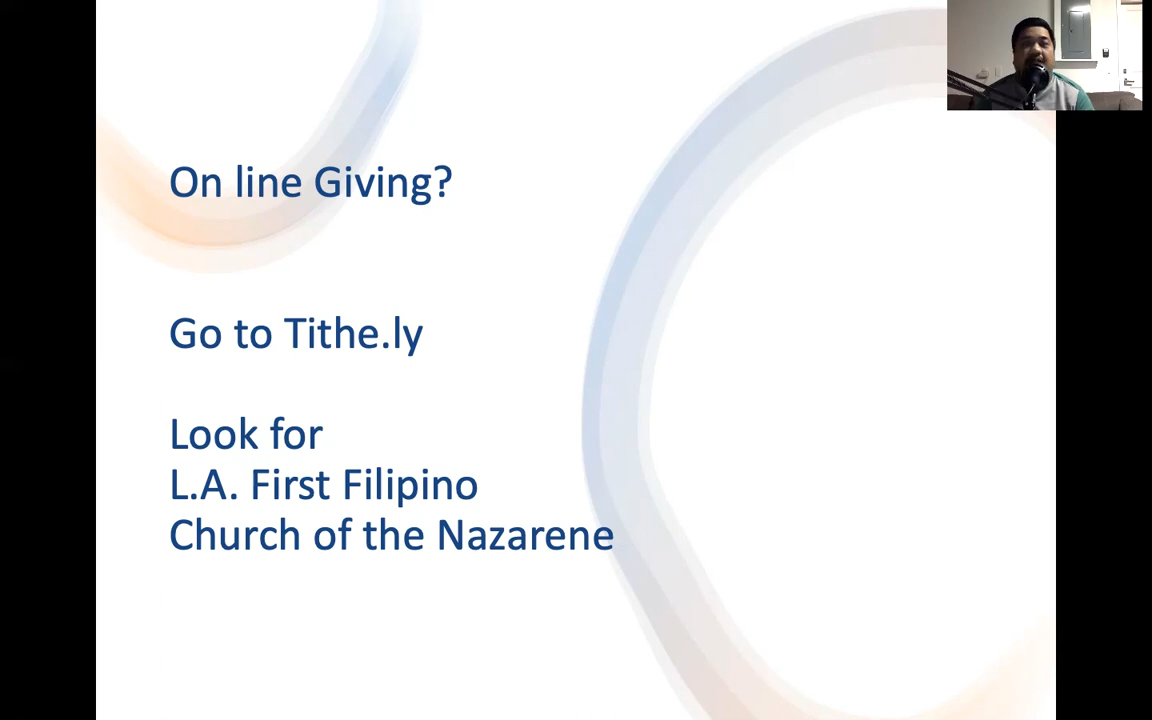 On line Giving?
Go to Tithe.ly
Look for
L.A. First Filipino
Church of the Nazarene